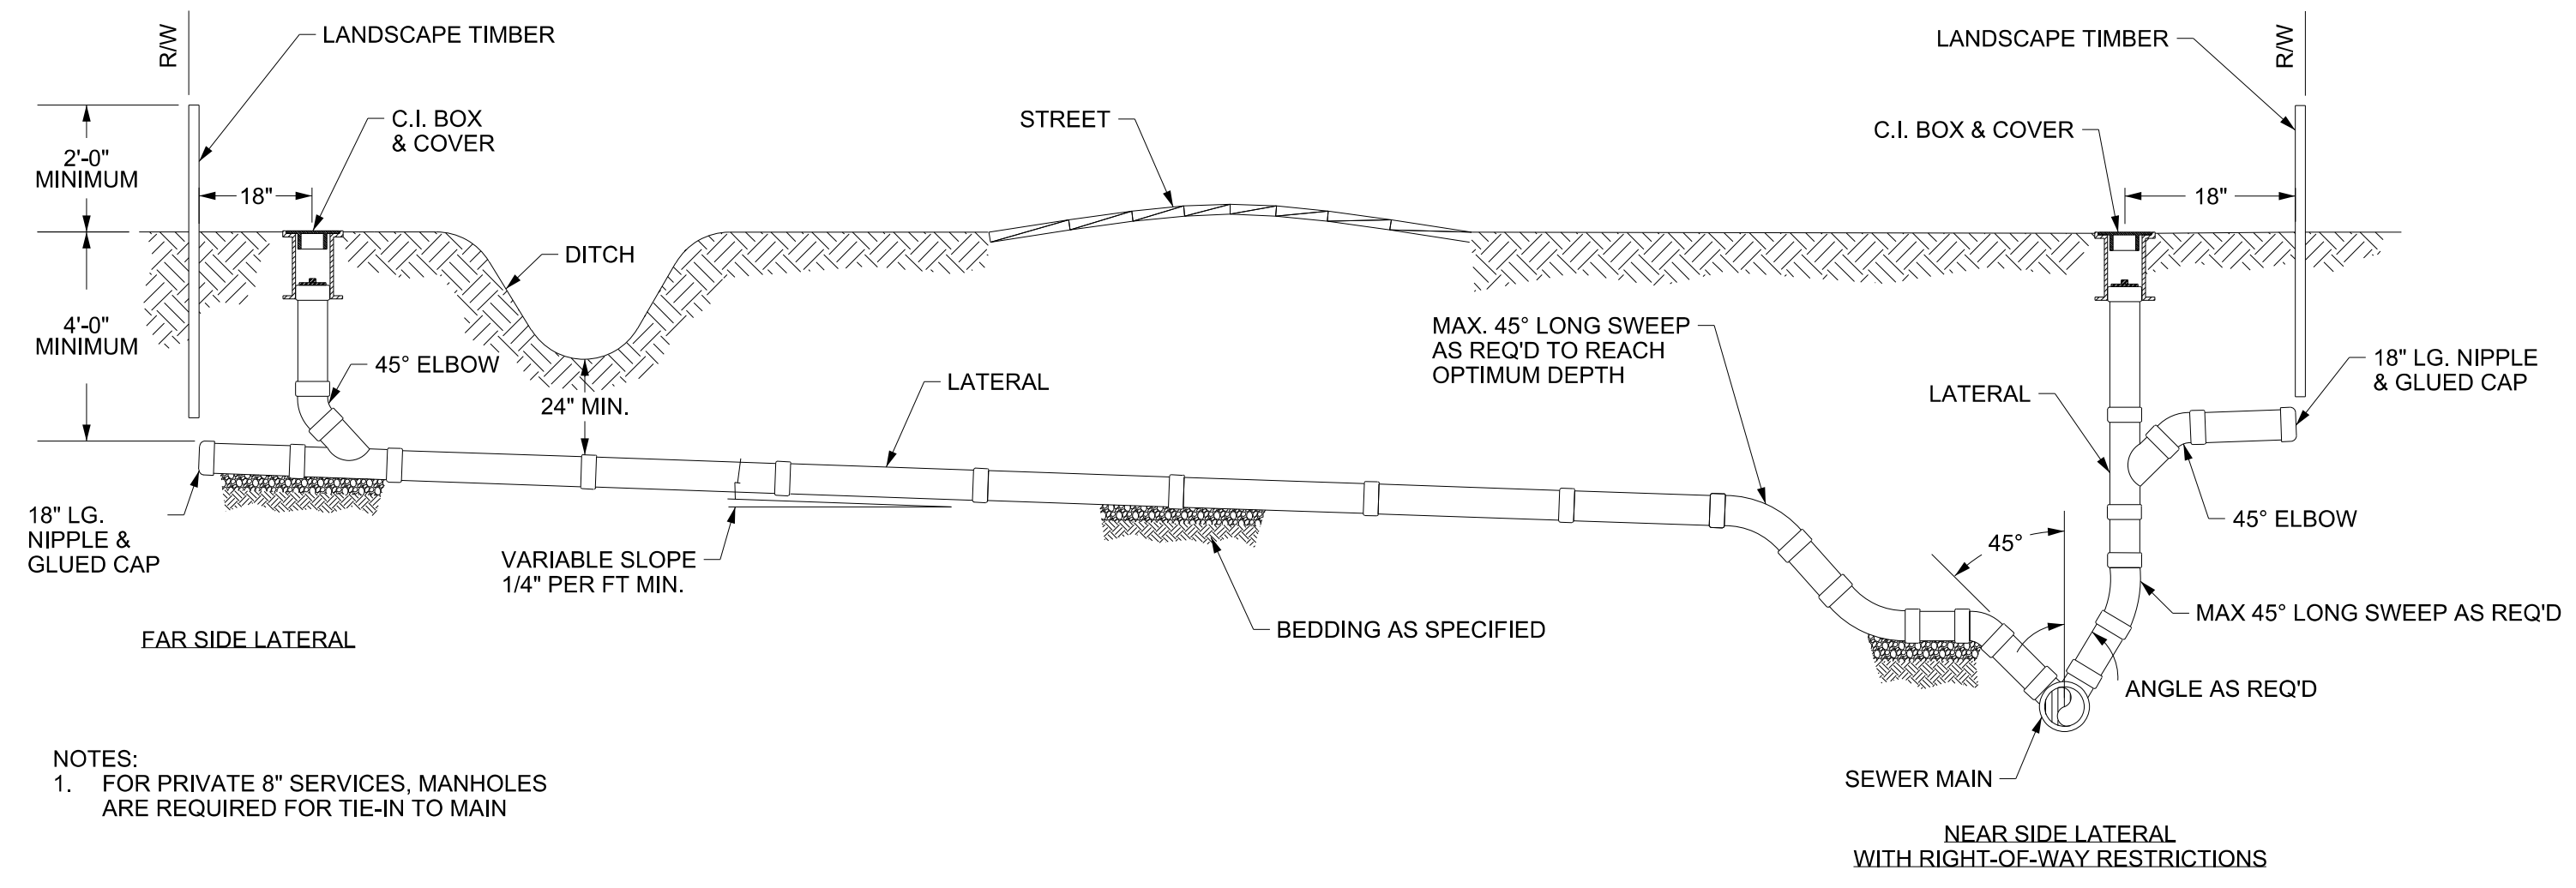 R/W
LANDSCAPE TIMBER
LANDSCAPE TIMBER
R/W
C.I. BOX
& COVER
STREET
C.I. BOX & COVER
2'-0"
MINIMUM
18"
18"
DITCH
4'-0"
MINIMUM
45° ELBOW
24" MIN.
LATERAL
MAX. 45° LONG SWEEP
AS REQ'D TO REACH
OPTIMUM DEPTH
LATERAL
18" LG. NIPPLE
& GLUED CAP
18" LG.
NIPPLE &
GLUED CAP
VARIABLE SLOPE
1/4" PER FT MIN.
45°
45° ELBOW
BEDDING AS SPECIFIED
MAX 45° LONG SWEEP AS REQ'D
FAR SIDE LATERAL
ANGLE AS REQ'D
SEWER MAIN
NOTES:
1. FOR PRIVATE 8" SERVICES, MANHOLES
ARE REQUIRED FOR TIE-IN TO MAIN
NEAR SIDE LATERAL
WITH RIGHT-OF-WAY RESTRICTIONS